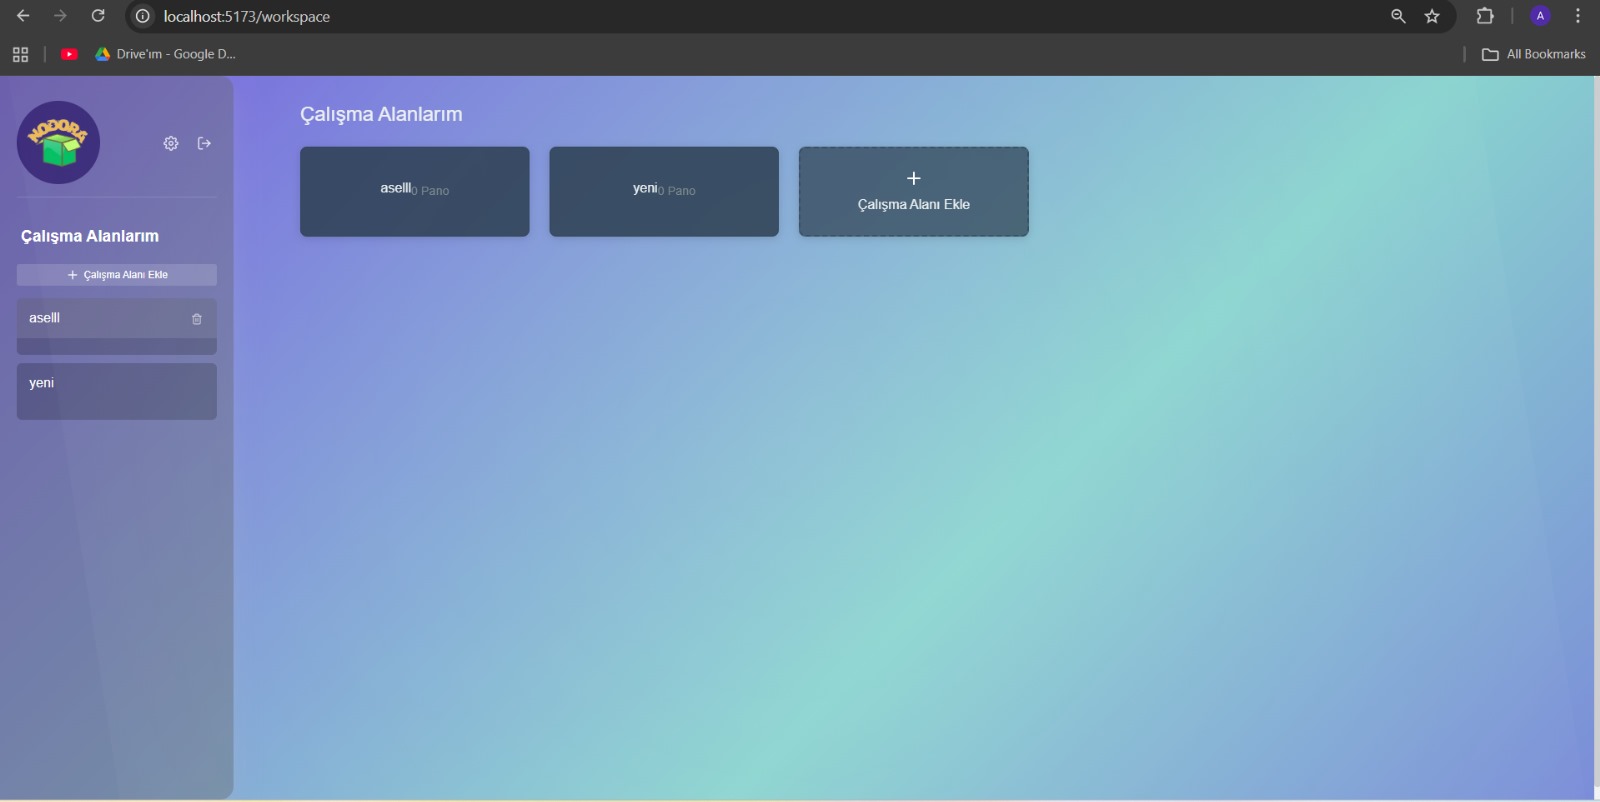 localhost:5173/workspace
A
Drive'ım - Google D...
All Bookmarks
NODORA
Çalışma Alanlarım
+ Çalışma Alanı Ekle
aselll
yeni
Çalışma Alanlarım
aselll0 Pano
yeni0 Pano
+
Çalışma Alanı Ekle